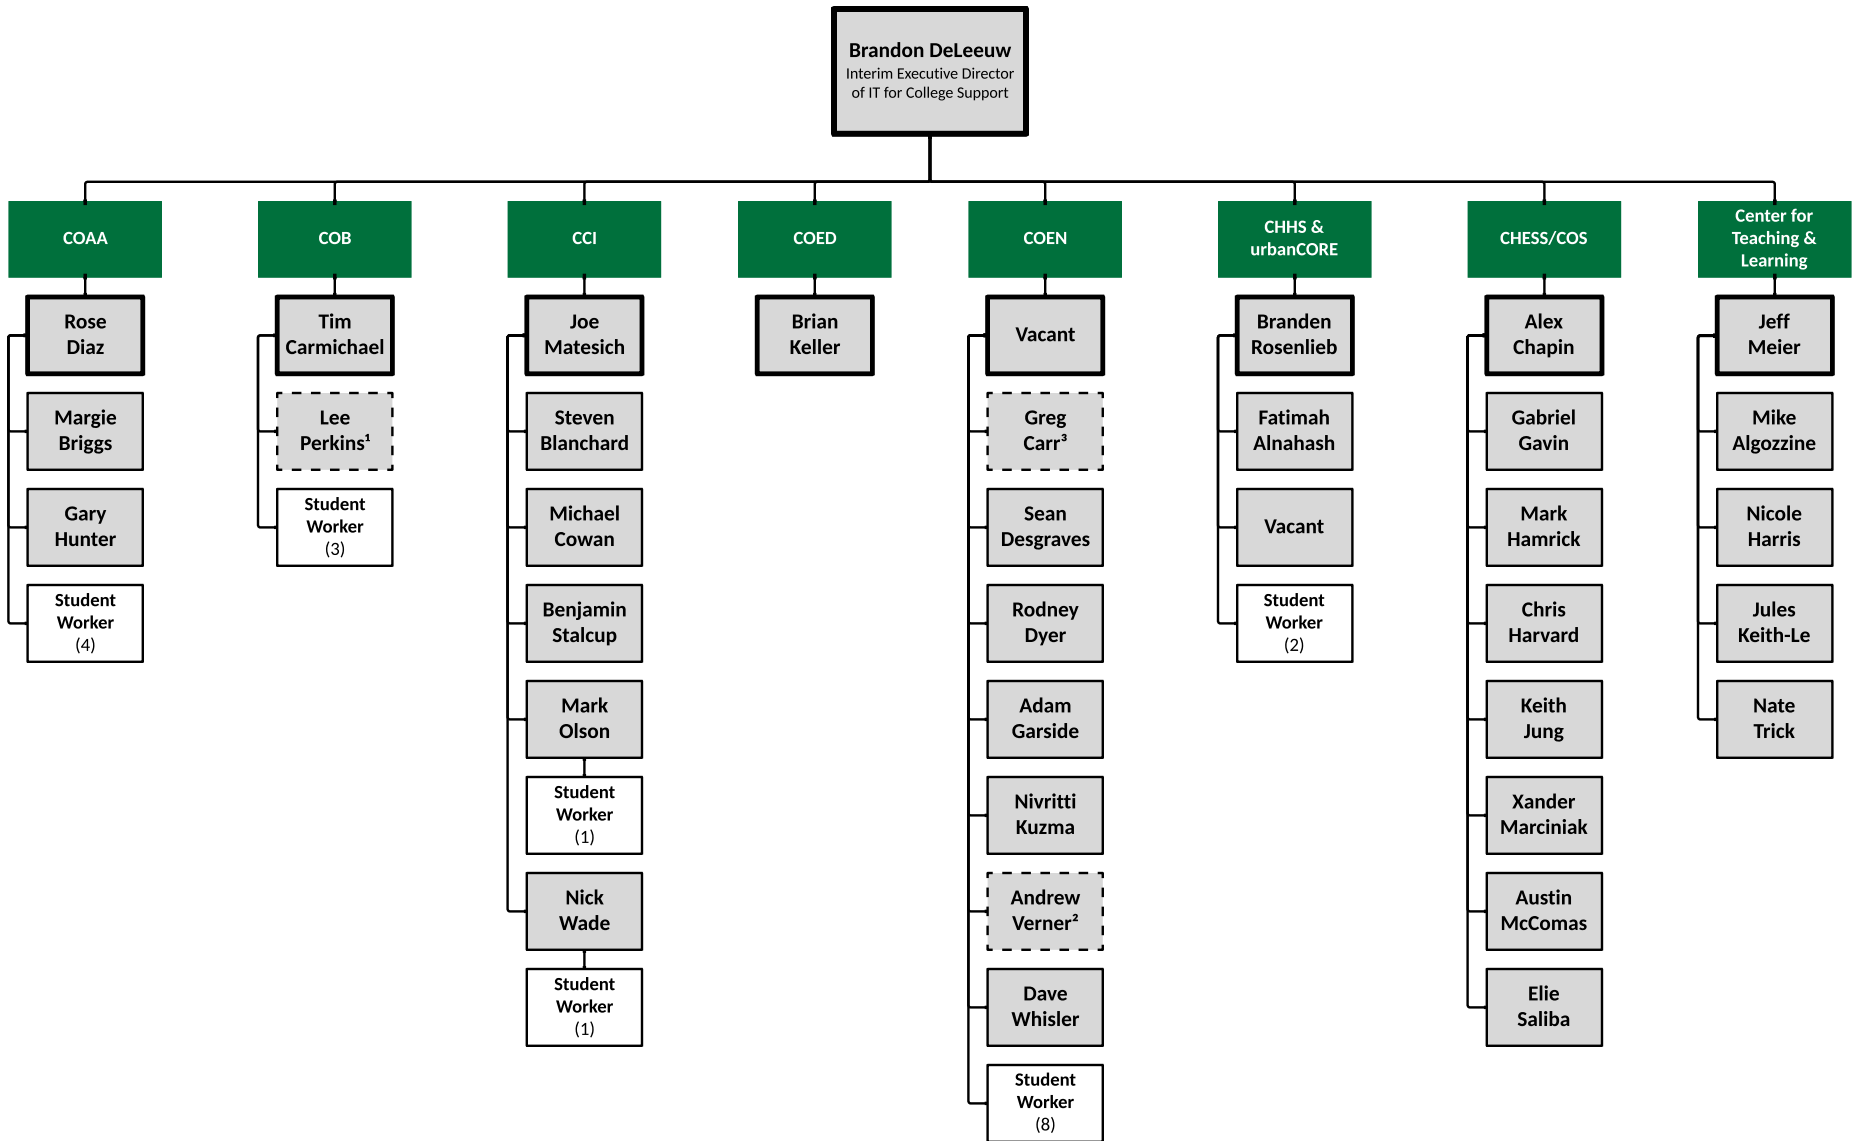 Brandon DeLeeuw
Interim Executive Director
of IT for College Support
COAA
Rose
Diaz
Margie
Briggs
Gary
Hunter
Student
Worker
(4)
COB
Tim
Carmichael
Lee
Perkins¹
Student
Worker
(3)
CCI
Joe
Matesich
Steven
Blanchard
Michael
Cowan
Benjamin
Stalcup
Mark
Olson
Student
Worker
(1)
Nick
Wade
Student
Worker
(1)
COED
Brian
Keller
COEN
Vacant
Greg
Carr³
Sean
Desgraves
Rodney
Dyer
Adam
Garside
Nivritti
Kuzma
Andrew
Verner²
Dave
Whisler
Student
Worker
(8)
CHHS &
urbanCORE
Branden
Rosenlieb
Fatimah
Alnahash
Vacant
Student
Worker
(2)
CHESS/COS
Alex
Chapin
Gabriel
Gavin
Mark
Hamrick
Chris
Harvard
Keith
Jung
Xander
Marciniak
Austin
McComas
Elie
Saliba
Center for
Teaching &
Learning
Jeff
Meier
Mike
Algozzine
Nicole
Harris
Jules
Keith-Le
Nate
Trick